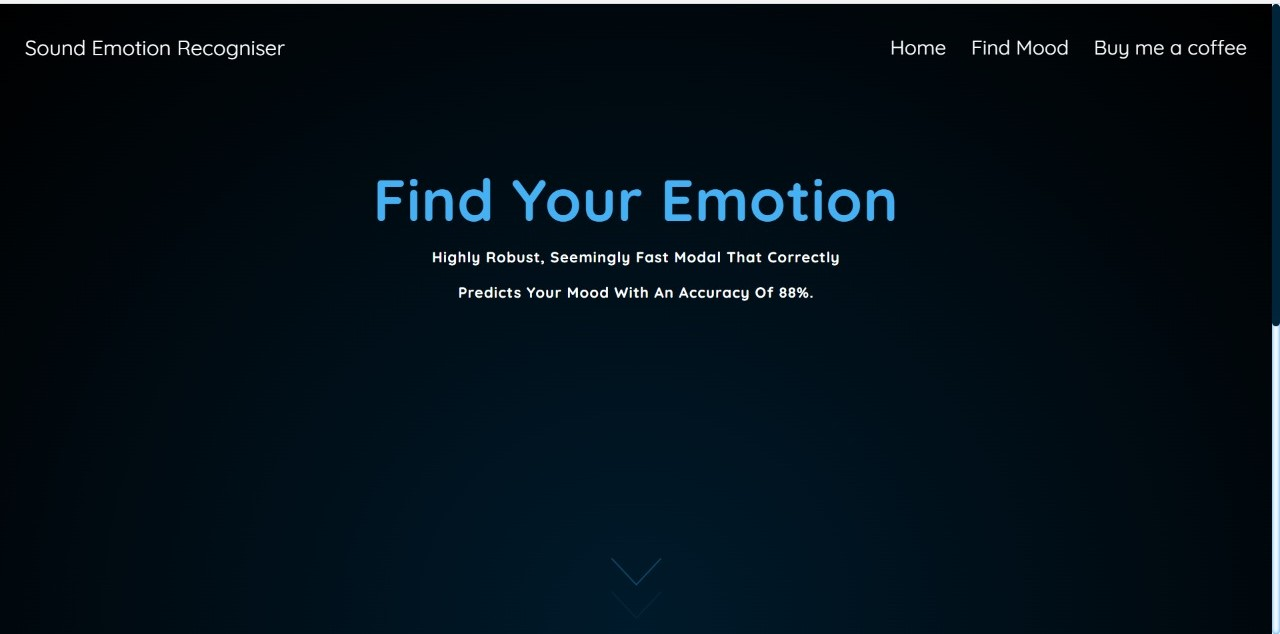 Sound Emotion Recogniser
Home Find Mood Buy me a coffee
Find Your Emotion
Highly Robust, Seemingly Fast Modal That Correctly
Predicts Your Mood With An Accuracy Of 88%.